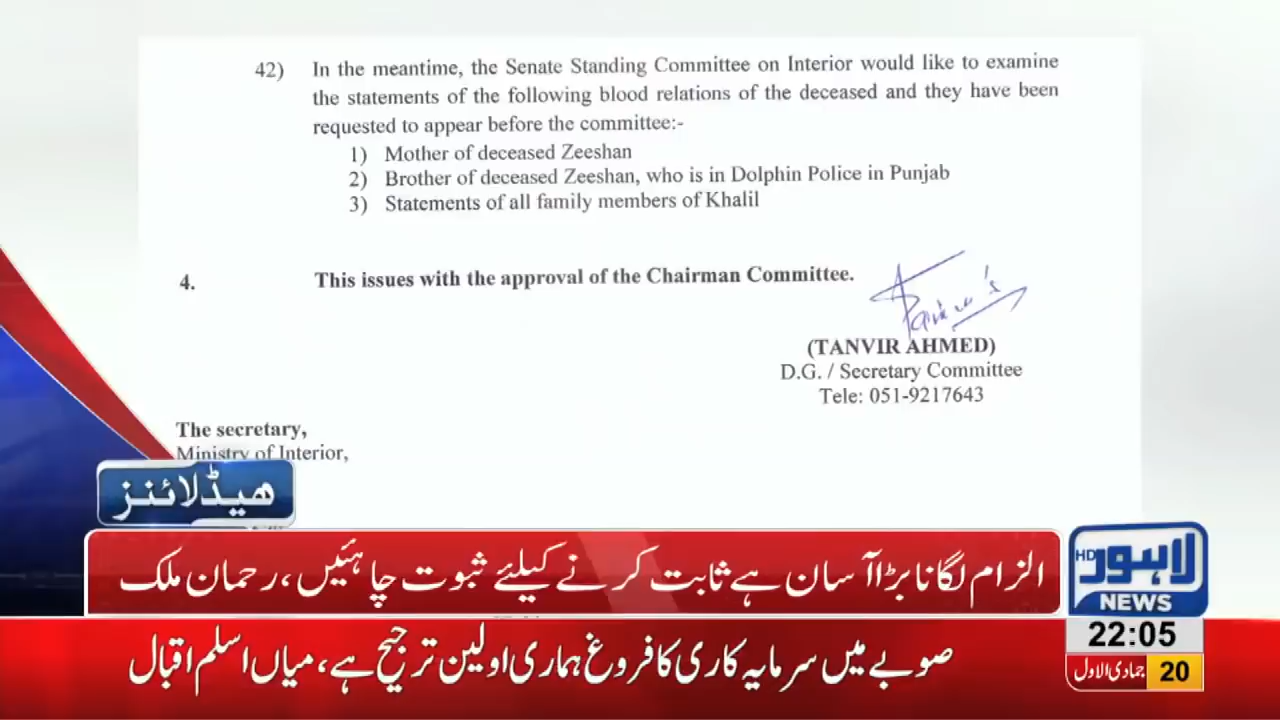 42) In the meantime, the Senate Standing Committee on Interior would like to examine
the statements of the following blood relations of the deceased and they have been
requested to appear before the committee:-
1) Mother of deceased Zeeshan
2) Brother of deceased Zeeshan, who is in Dolphin Police in Punjab
3) Statements of all family members of Khalil
4. This issues with the approval of the Chairman Committee.
(TANVIR AHMED)
D.G. / Secretary Committee
Tele: 051-9217643
The secretary,
Ministry of Interior,
ہیڈلائنز
الزام لگانا بڑا آسان ہے ثابت کرنے کیلئے ثبوت چاہئیں، رحمان ملک
HD لاہور
NEWS
22:05
صوبے میں سرمایہ کاری کا فروغ ہماری اولین ترجیح ہے، میاں اسلم اقبال
20 جمادی الاول